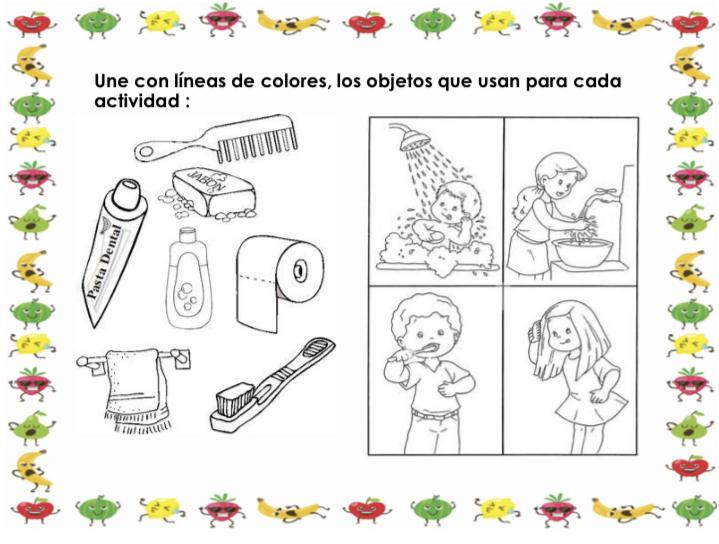 Une con líneas de colores, los objetos que usan para cada
actividad :
JABÓN
Pasta Dental